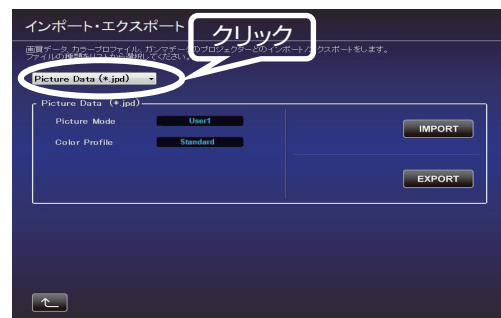 インポート・エクスポート
クリック
画質データ、カラープロファイル、ガンマデータのプロジェクターとのインポート/エクスポートをします。
ファイルの種類をリストから選択してください。
Picture Data (*.jpd)
Picture Data (*.jpd)
Picture Mode User1
IMPORT
Color Profile Standard
EXPORT